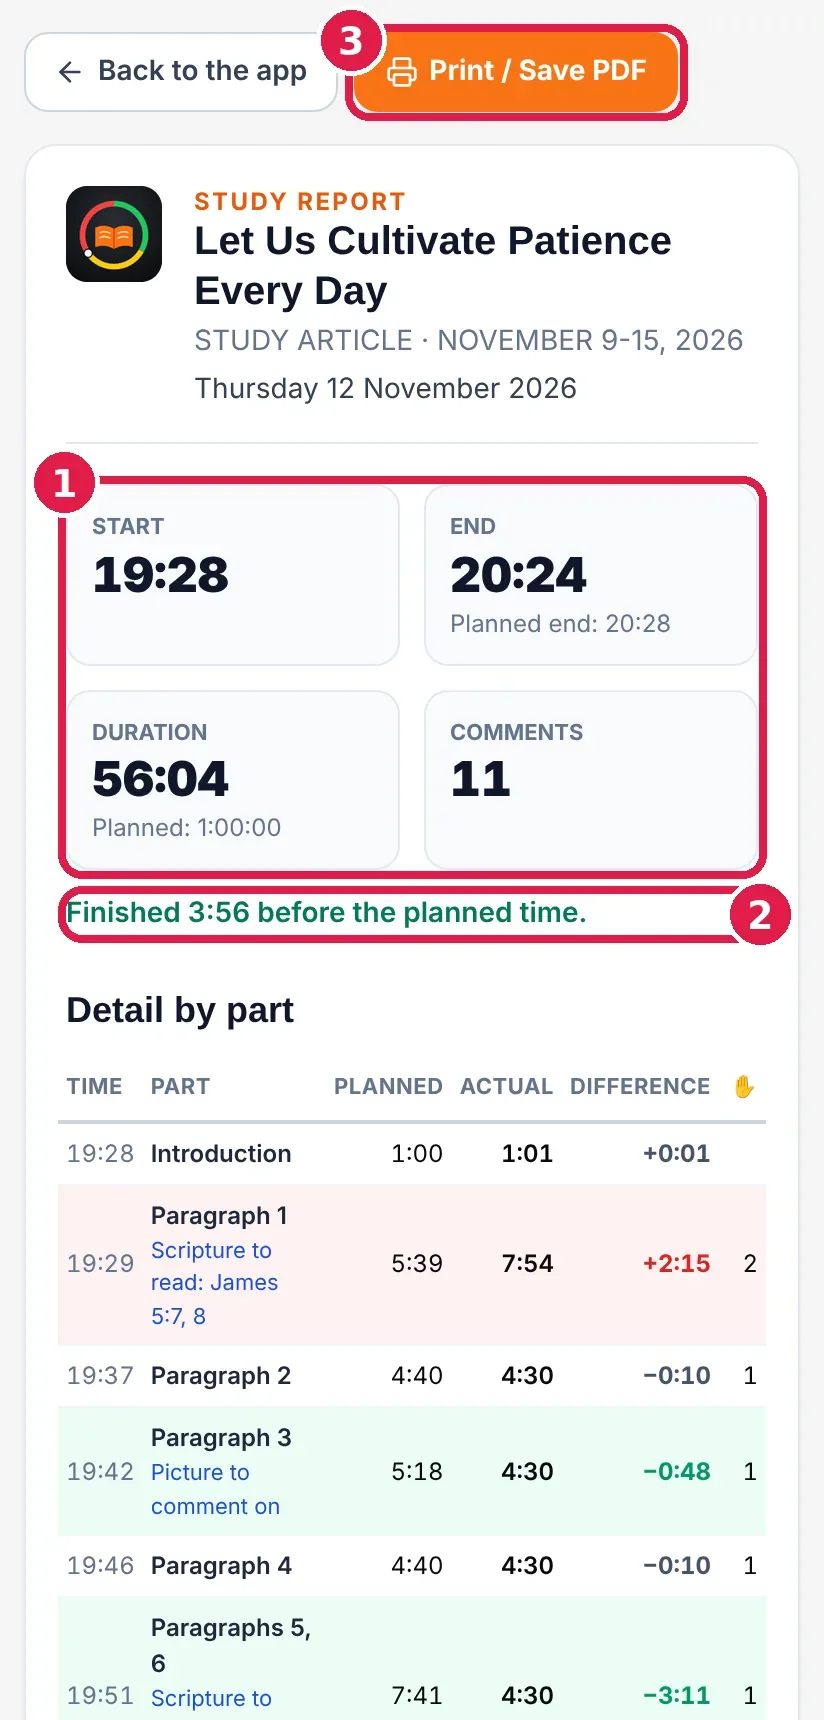 3
← Back to the app
Print / Save PDF
STUDY REPORT
Let Us Cultivate Patience
Every Day
STUDY ARTICLE · NOVEMBER 9-15, 2026
Thursday 12 November 2026
1
START
19:28
END
20:24
Planned end: 20:28
DURATION
56:04
Planned: 1:00:00
COMMENTS
11
Finished 3:56 before the planned time.
2
Detail by part
TIME PART PLANNED ACTUAL DIFFERENCE ✋
19:28 Introduction 1:00 1:01 +0:01
Paragraph 1
Scripture to
read: James
5:7, 8
19:29 5:39 7:54 +2:15 2
19:37 Paragraph 2 4:40 4:30 −0:10 1
Paragraph 3
Picture to
comment on
19:42 5:18 4:30 −0:48 1
19:46 Paragraph 4 4:40 4:30 −0:10 1
Paragraphs 5,
6
Scripture to
19:51 7:41 4:30 −3:11 1